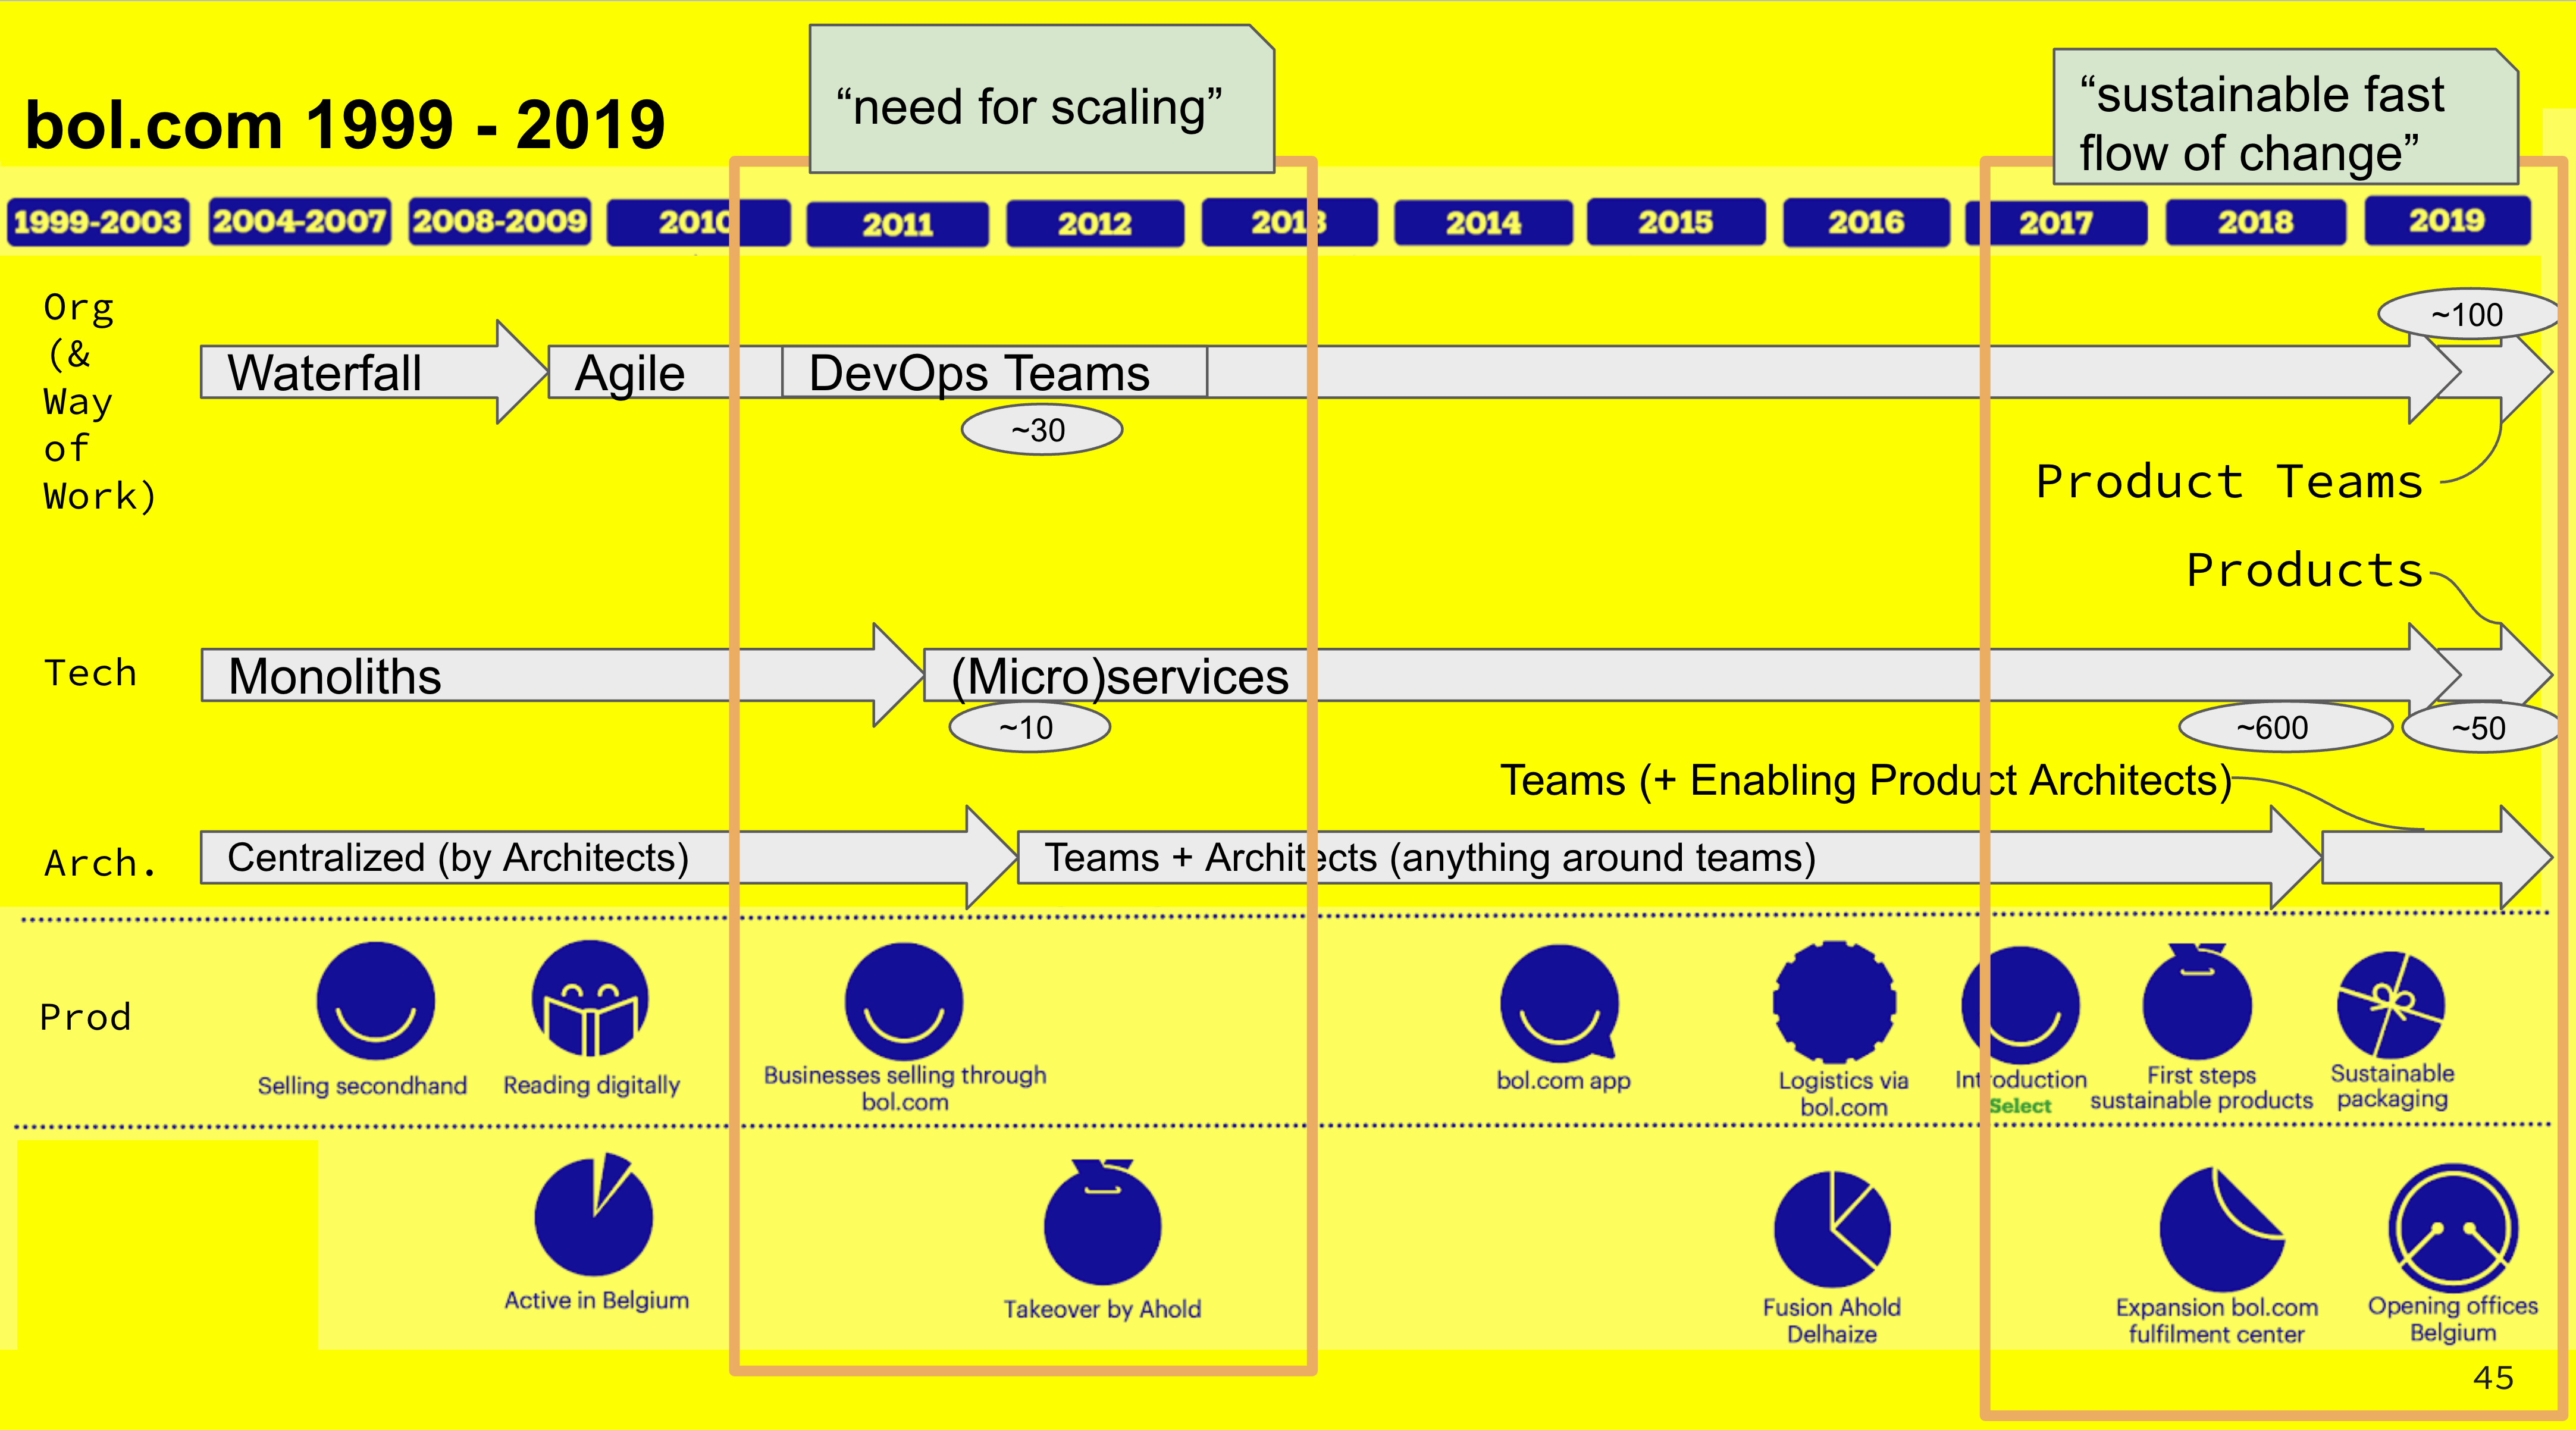 “need for scaling”
“sustainable fast
flow of change”
bol.com 1999 - 2019
1999-2003 2004-2007 2008-2009 2010 2011 2012 2013 2014 2015 2016 2017 2018 2019
Org
(&
Way
of
Work)
Waterfall
Agile
DevOps Teams
~30
~100
Product Teams
Products
Tech
Monoliths
(Micro)services
~10
~600
~50
Teams (+ Enabling Product Architects)
Arch.
Centralized (by Architects)
Teams + Architects (anything around teams)
Prod
Selling secondhand
Reading digitally
Businesses selling through
bol.com
bol.com app
Logistics via
bol.com
Introduction
Select
First steps
sustainable products
Sustainable
packaging
Active in Belgium
Takeover by Ahold
Fusion Ahold
Delhaize
Expansion bol.com
fulfilment center
Opening offices
Belgium
45